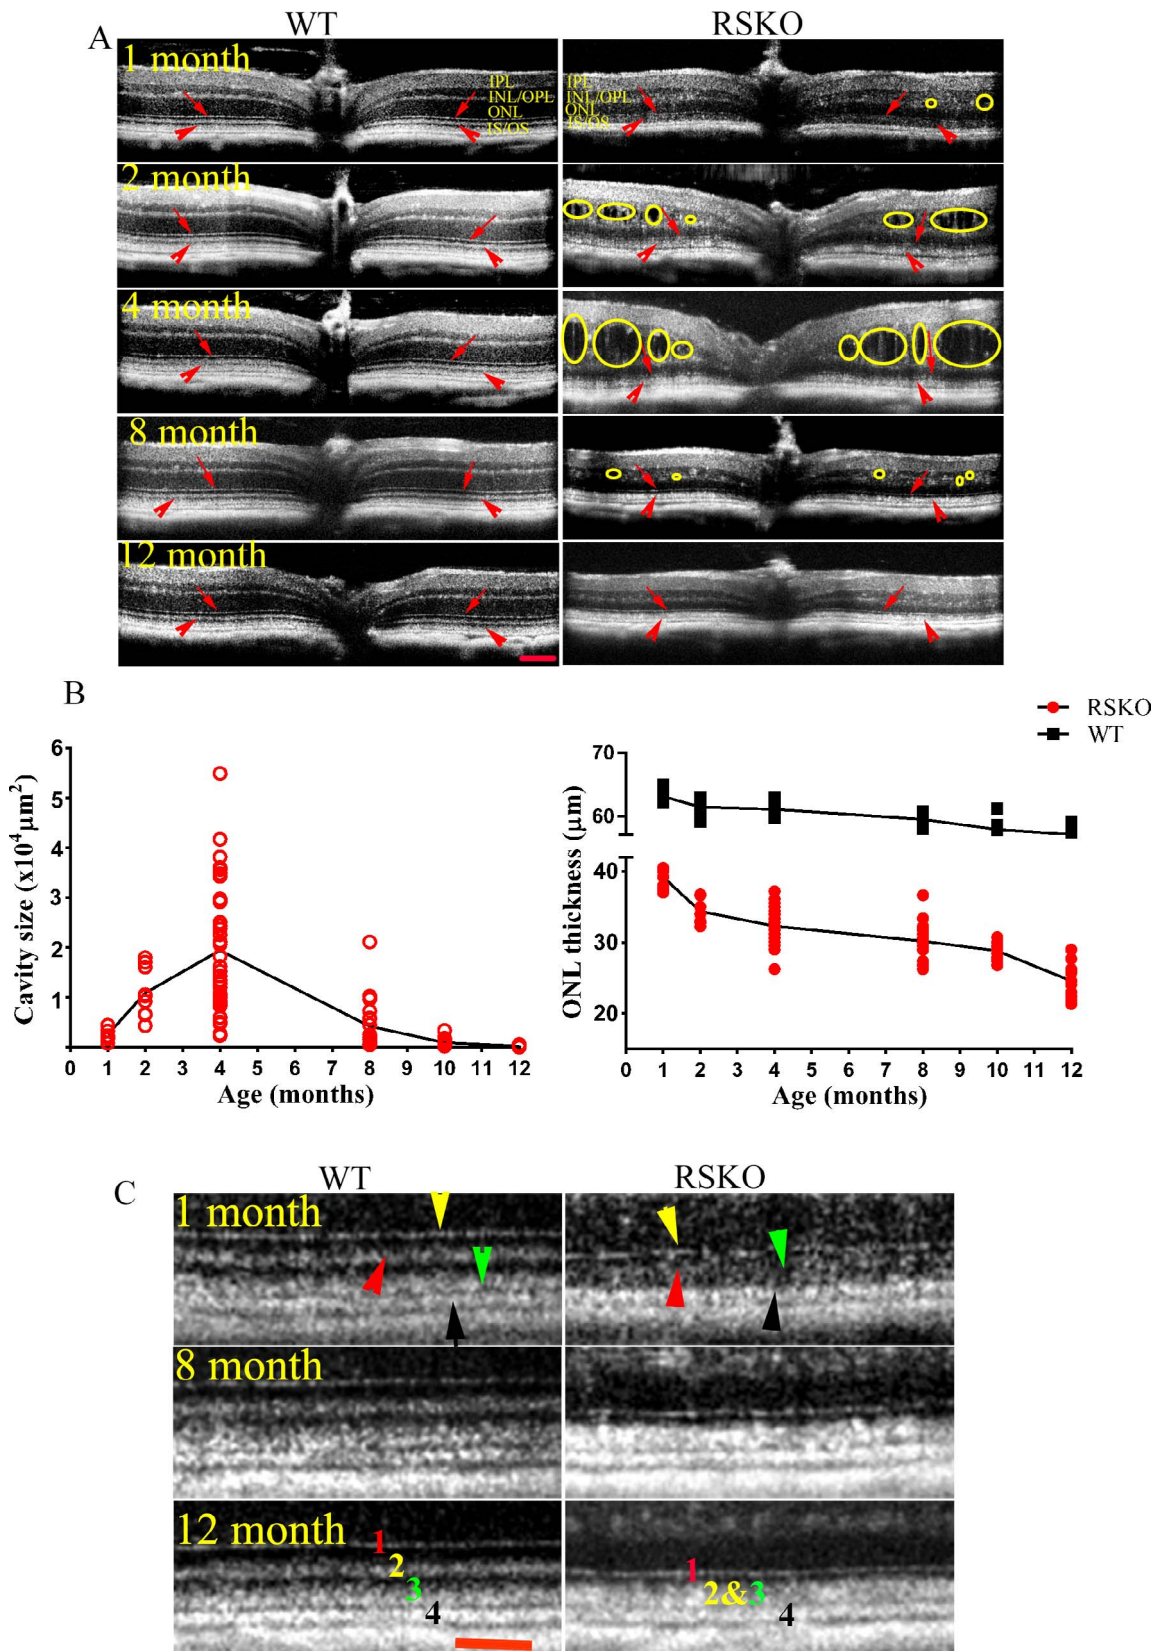 A
WT
RSKO
1 month
IPL
INL/OPL
ONL
IS/OS
IPL
INL/OPL
ONL
IS/OS
2 month
4 month
8 month
12 month
B
Cavity size (x10⁴μm²)
6
5
4
3
2
1
0 1 2 3 4 5 6 7 8 9 10 11 12
Age (months)
RSKO
WT
ONL thickness (μm)
70
60
40
30
20
0 1 2 3 4 5 6 7 8 9 10 11 12
Age (months)
C
WT
RSKO
1 month
8 month
12 month
1
2
3
4
1
2&3
4